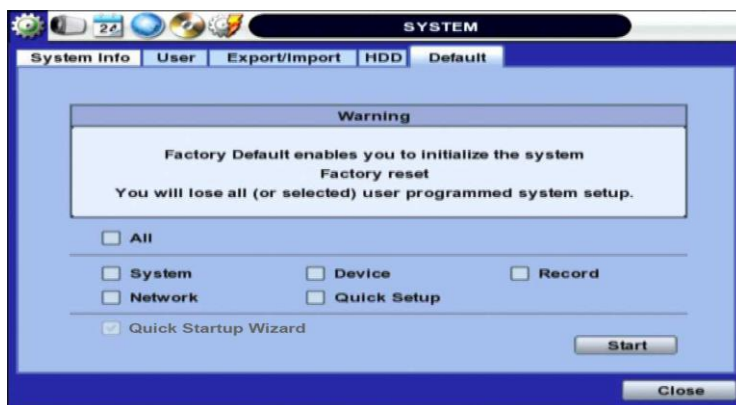 24
SYSTEM
System Info User Export/Import HDD Default
Warning
Factory Default enables you to initialize the system
Factory reset
You will lose all (or selected) user programmed system setup.
All
System Device Record
Network Quick Setup
Quick Startup Wizard
Start
Close